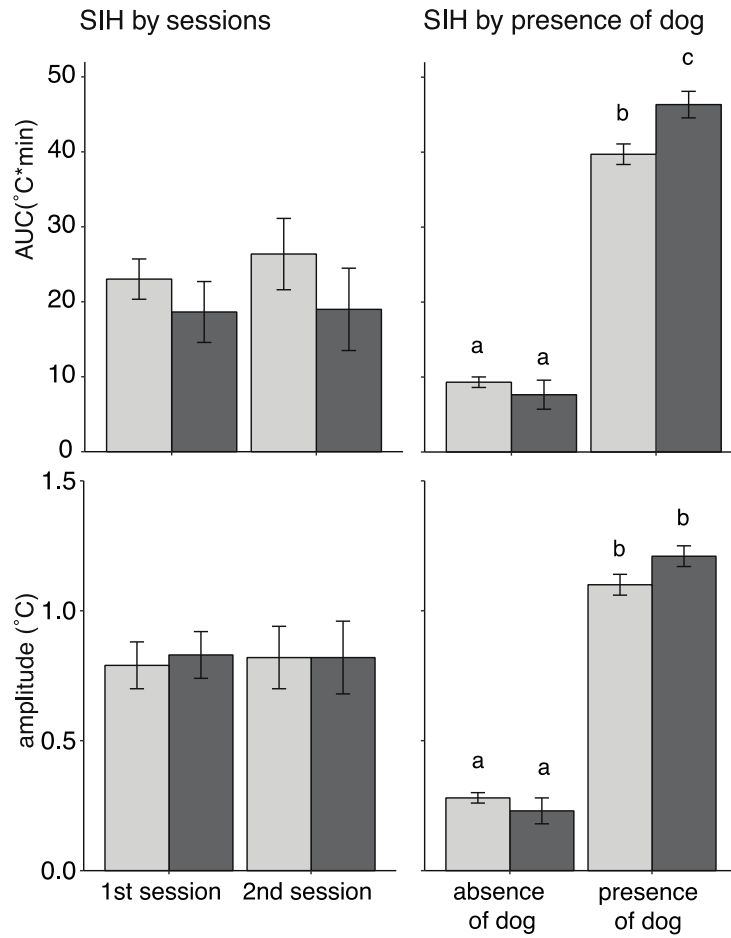 SIH by sessions
SIH by presence of dog
AUC(˚C*min)
50
40
30
20
10
0
a
a
b
c
amplitude (˚C)
1.5
1.0
0.5
0.0
a
a
b
b
1st session
2nd session
absence
of dog
presence
of dog